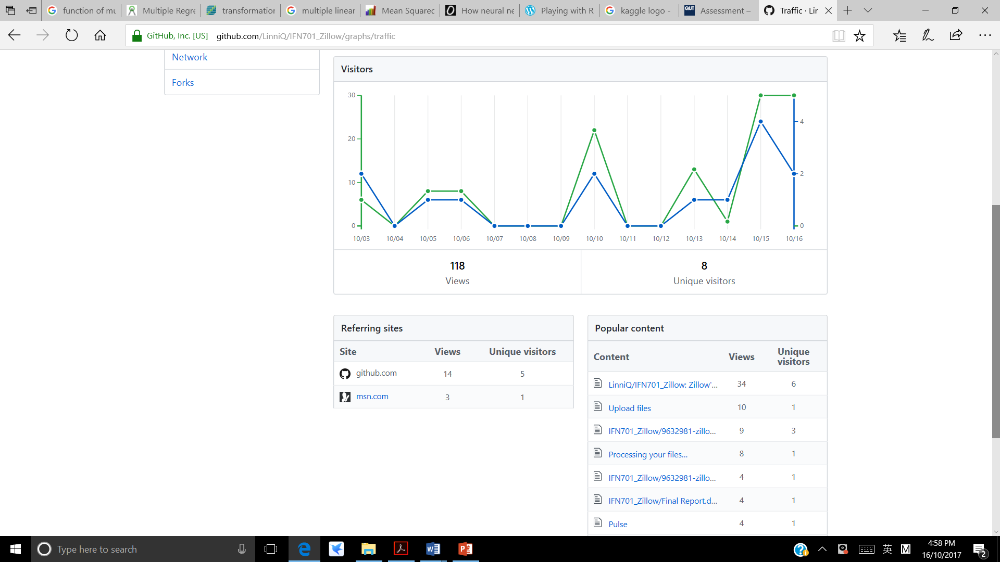 function of mu
Multiple Regre
transformation
multiple linear
Mean Squared
How neural ne
Playing with R
kaggle logo -
QUT
Assessment –
Traffic · Lir
GitHub, Inc. [US]
github.com/LinniQ/IFN701_Zillow/graphs/traffic
Network
Forks
Visitors
30
20
10
0
4
2
0
10/03 10/04 10/05 10/06 10/07 10/08 10/09 10/10 10/11 10/12 10/13 10/14 10/15 10/16
118
Views
8
Unique visitors
Referring sites
Site Views Unique visitors
github.com 14 5
msn.com 3 1
Popular content
Content Views Unique visitors
LinniQ/IFN701_Zillow: Zillow'... 34 6
Upload files 10 1
IFN701_Zillow/9632981-zillo... 9 3
Processing your files... 8 1
IFN701_Zillow/9632981-zillo... 4 1
IFN701_Zillow/Final Report.d... 4 1
Pulse 4 1
Type here to search
英
M
4:58 PM
16/10/2017
2